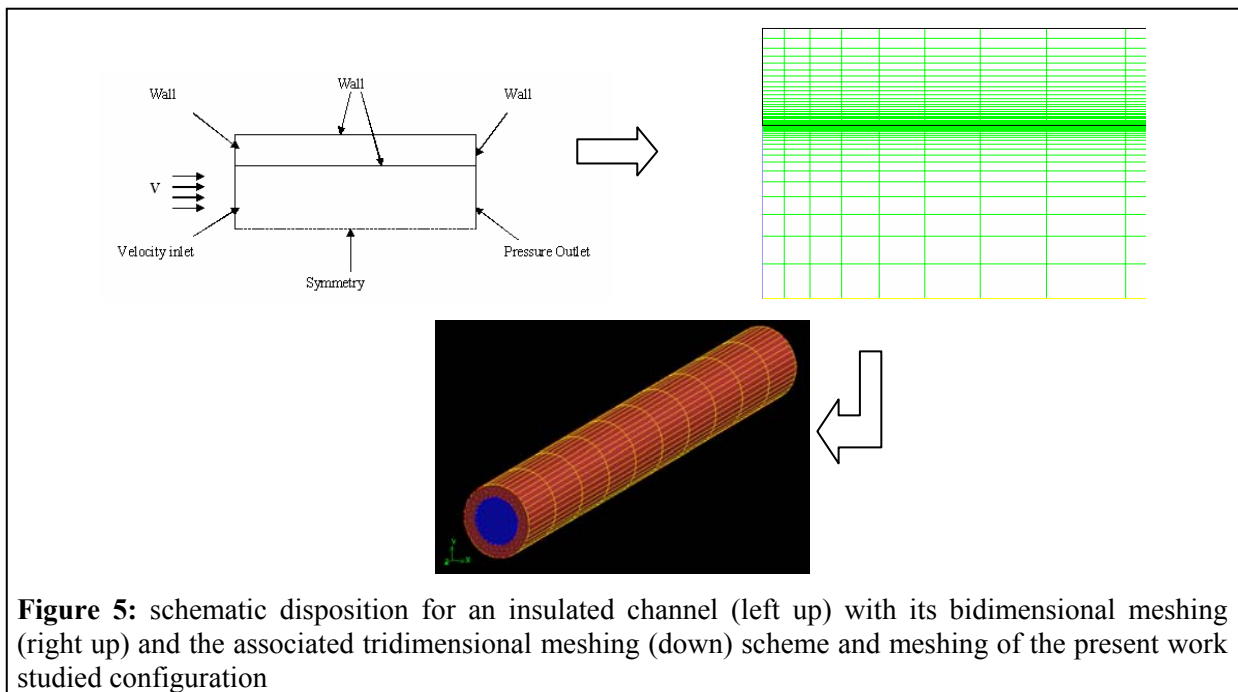 Wall
Wall
Wall
V
Velocity inlet
Pressure Outlet
Symmetry
Y
Z
X
Figure 5: schematic disposition for an insulated channel (left up) with its bidimensional meshing
(right up) and the associated tridimensional meshing (down) scheme and meshing of the present work
studied configuration